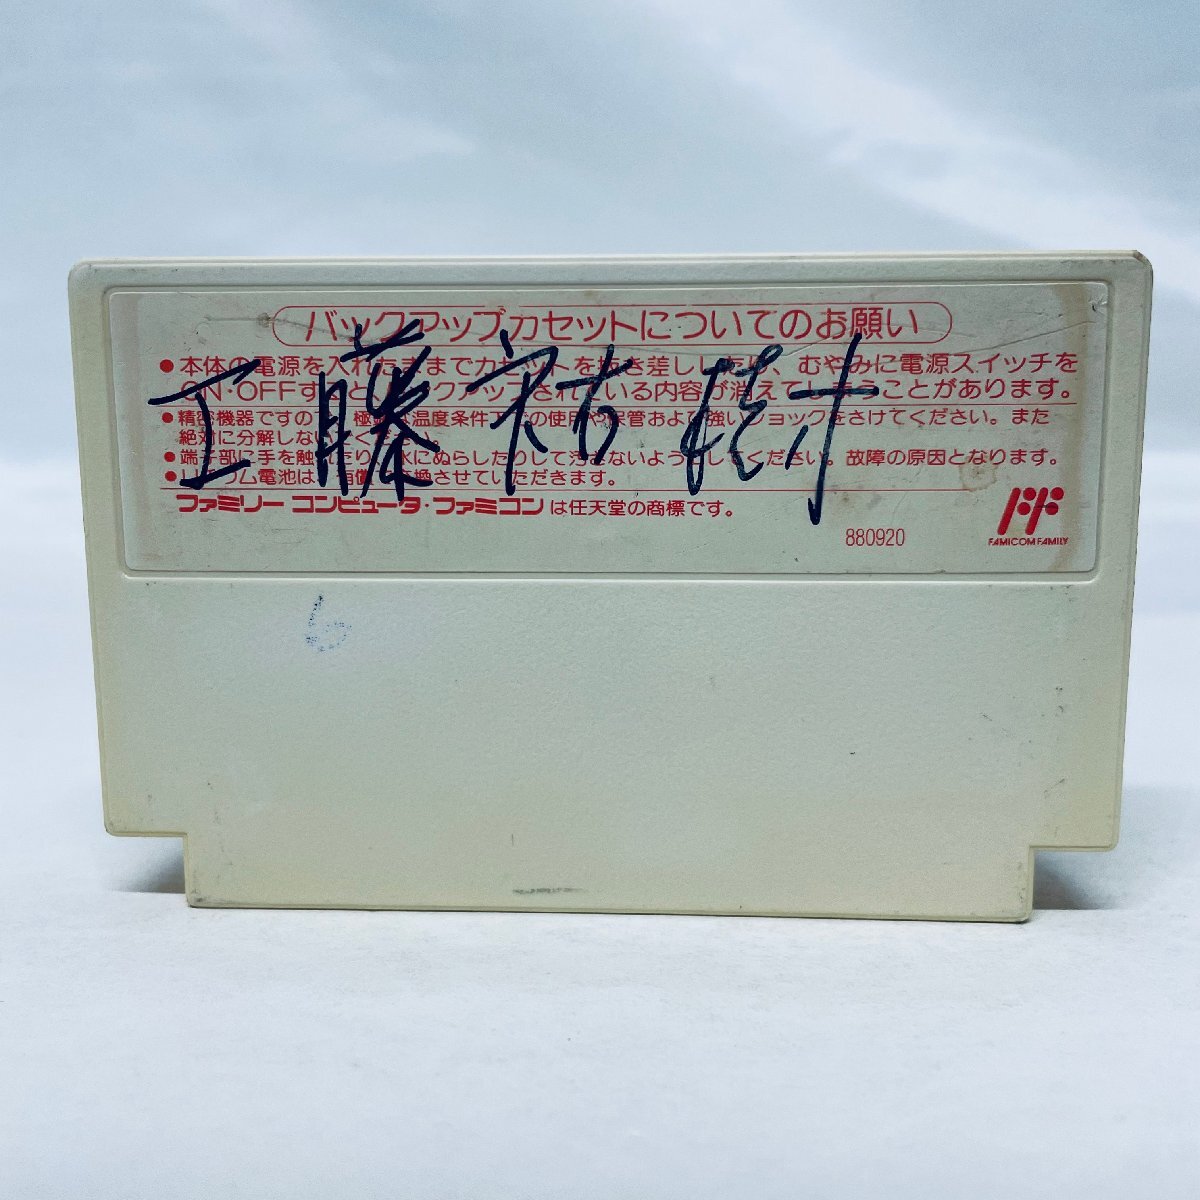 バックアップカセットについてのお願い
●本体の電源を入れたままでカセットを抜き差ししたり、むやみに電源スイッチを
ON・OFFすると、バックアップされている内容が消えてしまうことがあります。
●精密機器ですので、極端な温度条件下での使用や保管および強いショックをさけてください。また
絶対に分解しないでください。
●端子部に手を触れたり、水にぬらしたりして汚さないようにしてください。故障の原因となります。
●リチウム電池は、有償で交換させていただきます。
工藤祐樹
ファミリーコンピュータ・ファミコンは任天堂の商標です。
880920
FAMICOM FAMILY
6